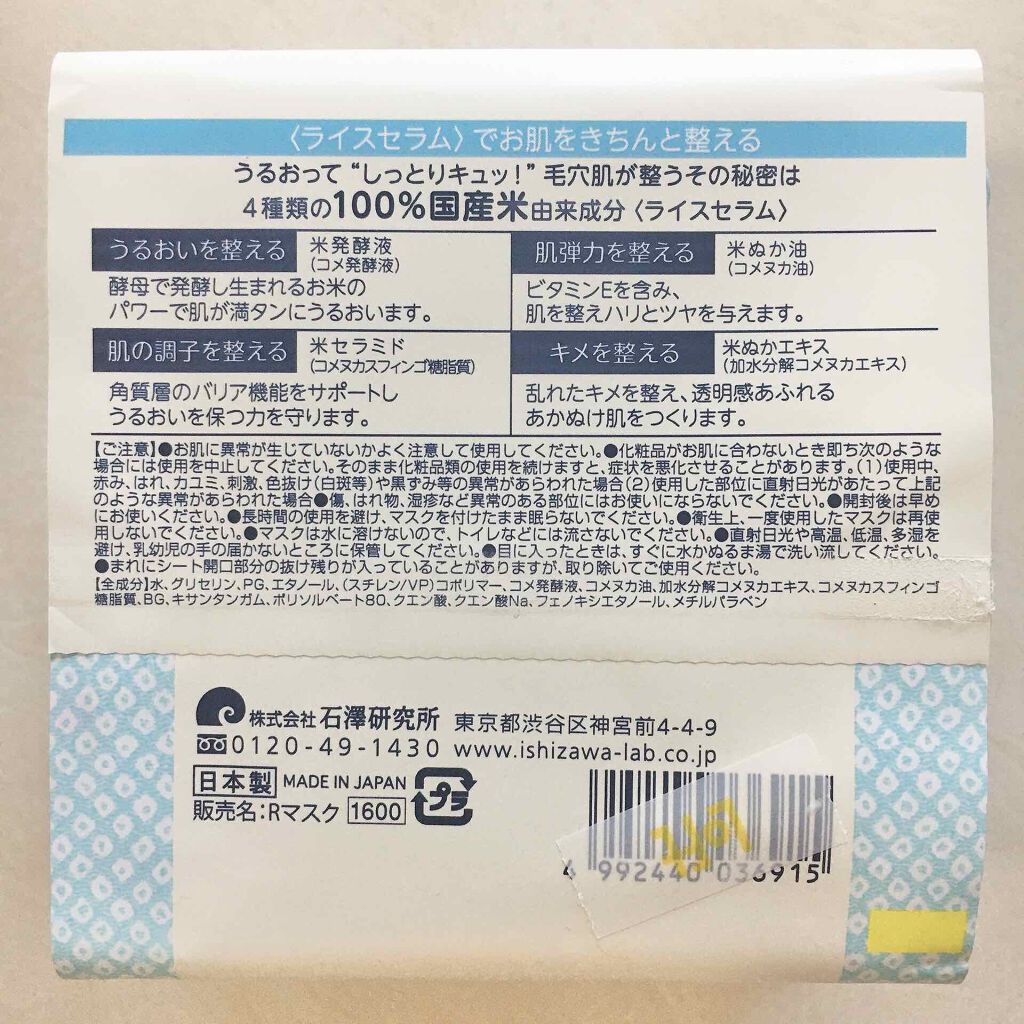 〈ライスセラム〉でお肌をきちんと整える
うるおって“しっとりキュッ！”毛穴肌が整うその秘密は
4種類の100%国産米由来成分〈ライスセラム〉
うるおいを整える 米発酵液
(コメ発酵液)
酵母で発酵し生まれるお米の
パワーで肌が満タンにうるおいます。
肌弾力を整える 米ぬか油
(コメヌカ油)
ビタミンEを含み、
肌を整えハリとツヤを与えます。
肌の調子を整える 米セラミド
(コメヌカスフィンゴ糖脂質)
角質層のバリア機能をサポートし
うるおいを保つ力を守ります。
キメを整える 米ぬかエキス
(加水分解コメヌカエキス)
乱れたキメを整え、透明感あふれる
あかぬけ肌をつくります。
【ご注意】●お肌に異常が生じていないかよく注意して使用してください。●化粧品がお肌に合わないとき即ち次のような
場合には使用を中止してください。そのまま化粧品類の使用を続けますと、症状を悪化させることがあります。(1)使用中、
赤み、はれ、カユミ、刺激、色抜け(白斑等)や黒ずみ等の異常があらわれた場合(2)使用した部位に直射日光があたって上記
のような異常があらわれた場合●傷、はれ物、湿疹など異常のある部位にはお使いにならないでください。●開封後は早め
にお使いください。●長時間の使用を避け、マスクを付けたまま眠らないでください。●衛生上、一度使用したマスクは再使
用しないでください。●マスクは水に溶けないので、トイレなどには流さないでください。●直射日光や高温、低温、多湿を
避け、乳幼児の手の届かないところに保管してください。●目に入ったときは、すぐに水かぬるま湯で洗い流してください。
●まれにシート開口部分の抜け残りが入っていることがありますが、取り除いてご使用ください。
【全成分】水、グリセリン、PG、エタノール、(スチレン/VP)コポリマー、コメ発酵液、コメヌカ油、加水分解コメヌカエキス、コメヌカスフィンゴ
糖脂質、BG、キサンタンガム、ポリソルベート80、クエン酸、クエン酸Na、フェノキシエタノール、メチルパラベン
株式会社 石澤研究所 東京都渋谷区神宮前4-4-9
0120-49-1430 www.ishizawa-lab.co.jp
日本製 MADE IN JAPAN プラ
販売名：Rマスク 1600
Loft
4 992440 036915